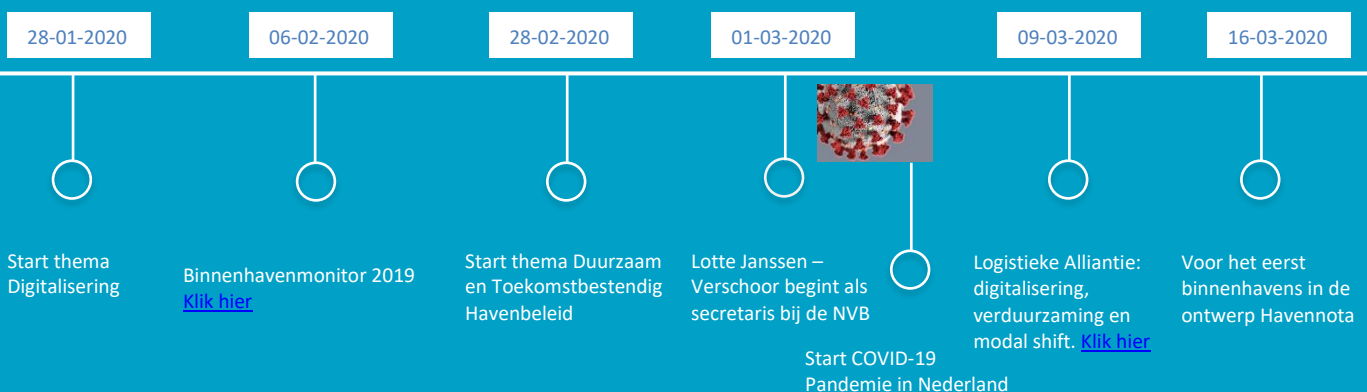 28-01-2020
06-02-2020
28-02-2020
01-03-2020
09-03-2020
16-03-2020
Start thema
Digitalisering
Binnenhavenmonitor 2019
Klik hier
Start thema Duurzaam
en Toekomstbestendig
Havenbeleid
Lotte Janssen –
Verschoor begint als
secretaris bij de NVB
Start COVID-19
Pandemie in Nederland
Logistieke Alliantie:
digitalisering,
verduurzaming en
modal shift. Klik hier
Voor het eerst
binnenhavens in de
ontwerp Havennota